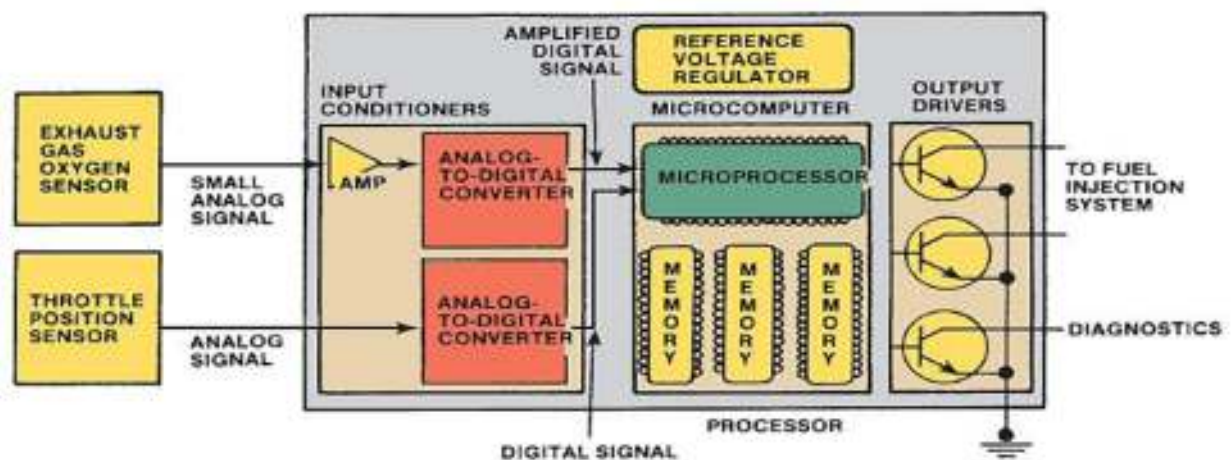 AMPLIFIED
DIGITAL
SIGNAL
REFERENCE
VOLTAGE
REGULATOR
INPUT
CONDITIONERS
MICROCOMPUTER
OUTPUT
DRIVERS
EXHAUST
GAS
OXYGEN
SENSOR
SMALL
ANALOG
SIGNAL
AMP
ANALOG-
TO-DIGITAL
CONVERTER
MICROPROCESSOR
TO FUEL
INJECTION
SYSTEM
THROTTLE
POSITION
SENSOR
ANALOG
SIGNAL
ANALOG-
TO-DIGITAL
CONVERTER
MEMORY
MEMORY
MEMORY
DIAGNOSTICS
PROCESSOR
DIGITAL SIGNAL